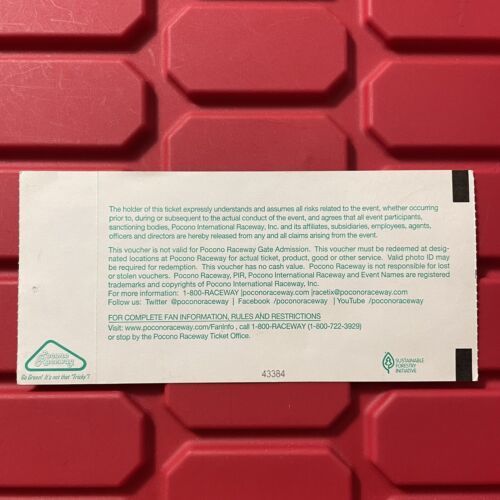 The holder of this ticket expressly understands and assumes all risks related to the event, whether occurring
prior to, during or subsequent to the actual conduct of the event, and agrees that all event participants,
sanctioning bodies, Pocono International Raceway, Inc. and its affiliates, subsidiaries, employees, agents,
officers and directors are hereby released from any and all claims arising from the event.
This voucher is not valid for Pocono Raceway Gate Admission. This voucher must be redeemed at desig-
nated locations at Pocono Raceway for actual ticket, product, good or other service. Valid photo ID may
be required for redemption. This voucher has no cash value. Pocono Raceway is not responsible for lost
or stolen vouchers. Pocono Raceway, PIR, Pocono International Raceway and Event Names are registered
trademarks and copyrights of Pocono International Raceway, Inc.
For more information: 1-800-RACEWAY |poconoraceway.com |racetix@poconoraceway.com
Follow us: Twitter @poconoraceway | Facebook /poconoraceway | YouTube /poconoraceway
FOR COMPLETE FAN INFORMATION, RULES AND RESTRICTIONS
Visit: www.poconoraceway.com/FanInfo , call 1-800-RACEWAY (1-800-722-3929)
or stop by the Pocono Raceway Ticket Office.
Pocono
Raceway
Go Green! It's not that "Tricky"!
43384
SUSTAINABLE
FORESTRY
INITIATIVE